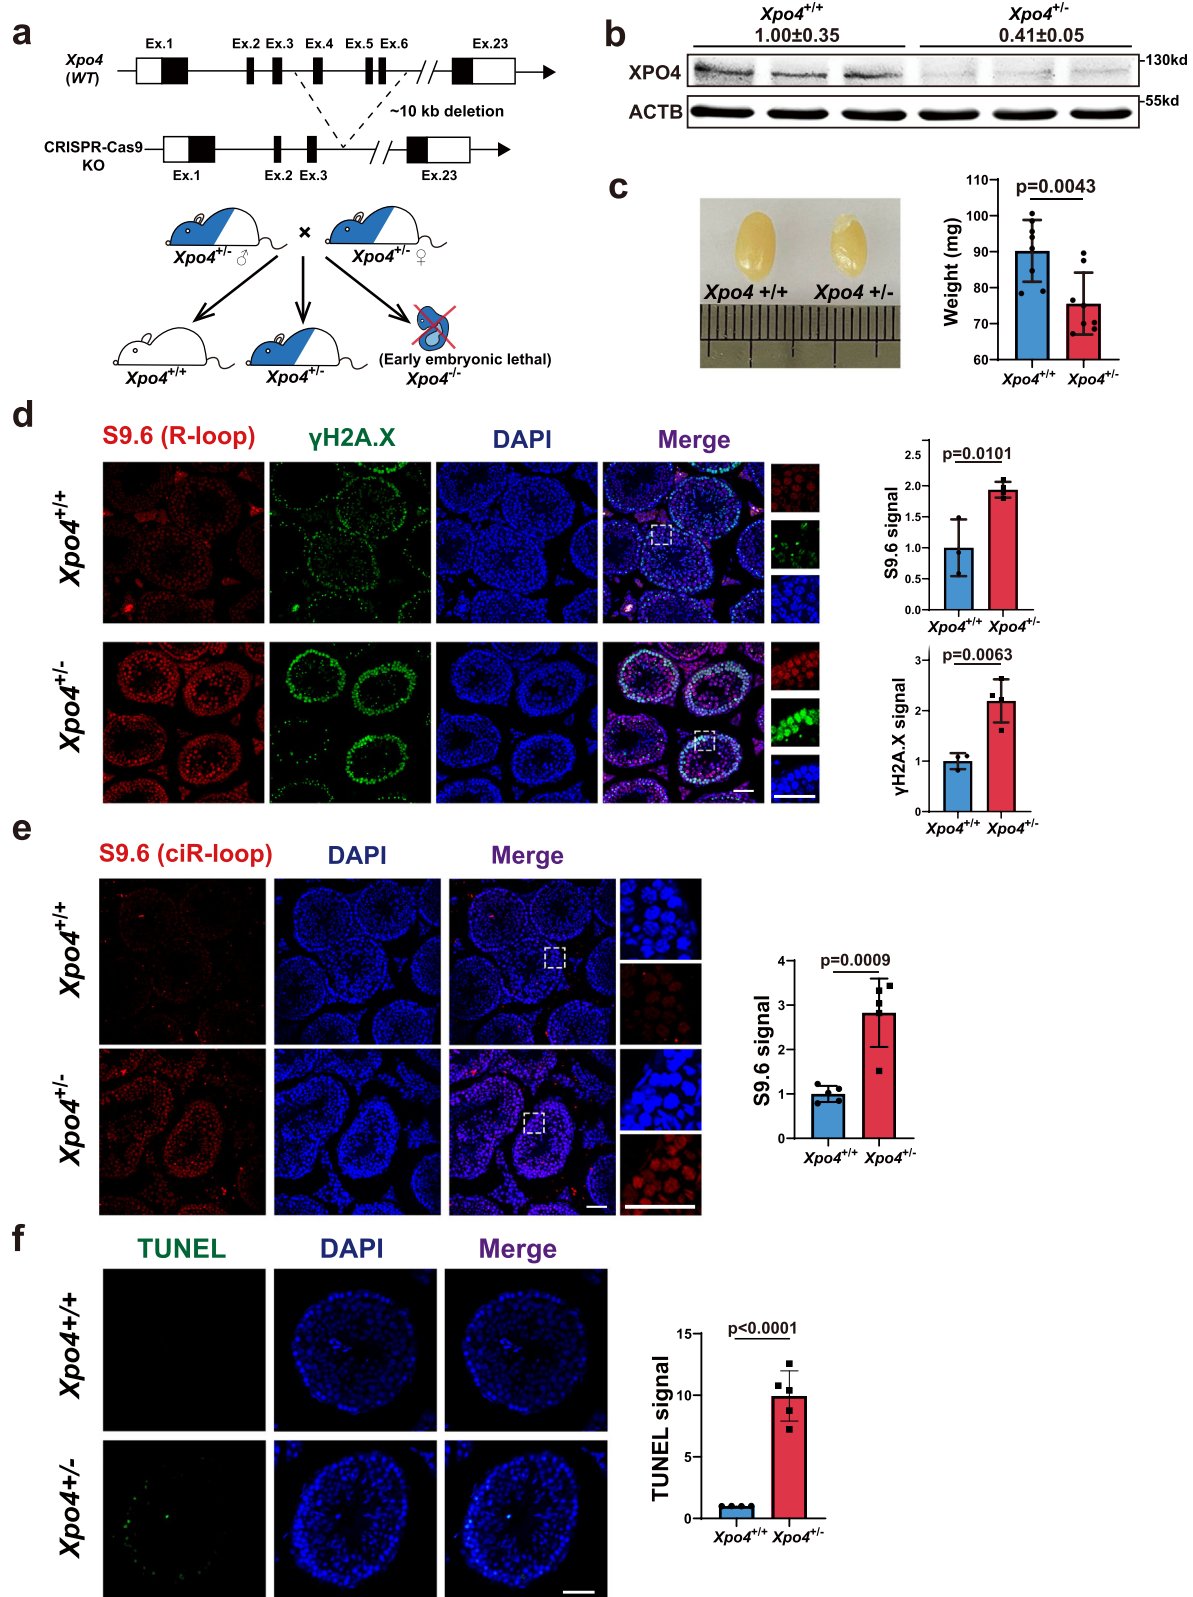 a
Ex.1 Ex.2 Ex.3 Ex.4 Ex.5 Ex.6 Ex.23
Xpo4
(WT)
~10 kb deletion
CRISPR-Cas9
KO
Ex.1 Ex.2 Ex.3 Ex.23
Xpo4+/- ♂ × Xpo4+/- ♀
(Early embryonic lethal)
Xpo4+/+ Xpo4+/- Xpo4-/-
b
Xpo4+/+ Xpo4+/-
1.00±0.35 0.41±0.05
XPO4 -130kd
ACTB -55kd
c
Xpo4 +/+ Xpo4 +/-
p=0.0043
Weight (mg)
110
100
90
80
70
60
Xpo4+/+ Xpo4+/-
d
S9.6 (R-loop) γH2A.X DAPI Merge
Xpo4+/+
Xpo4+/-
p=0.0101
S9.6 signal
2.5
2.0
1.5
1.0
0.5
0.0
Xpo4+/+ Xpo4+/-
p=0.0063
γH2A.X signal
3
2
1
0
Xpo4+/+ Xpo4+/-
e
S9.6 (ciR-loop) DAPI Merge
Xpo4+/+
Xpo4+/-
p=0.0009
S9.6 signal
4
3
2
1
0
Xpo4+/+ Xpo4+/-
f
TUNEL DAPI Merge
Xpo4+/+
Xpo4+/-
p<0.0001
TUNEL signal
15
10
5
0
Xpo4+/+ Xpo4+/-